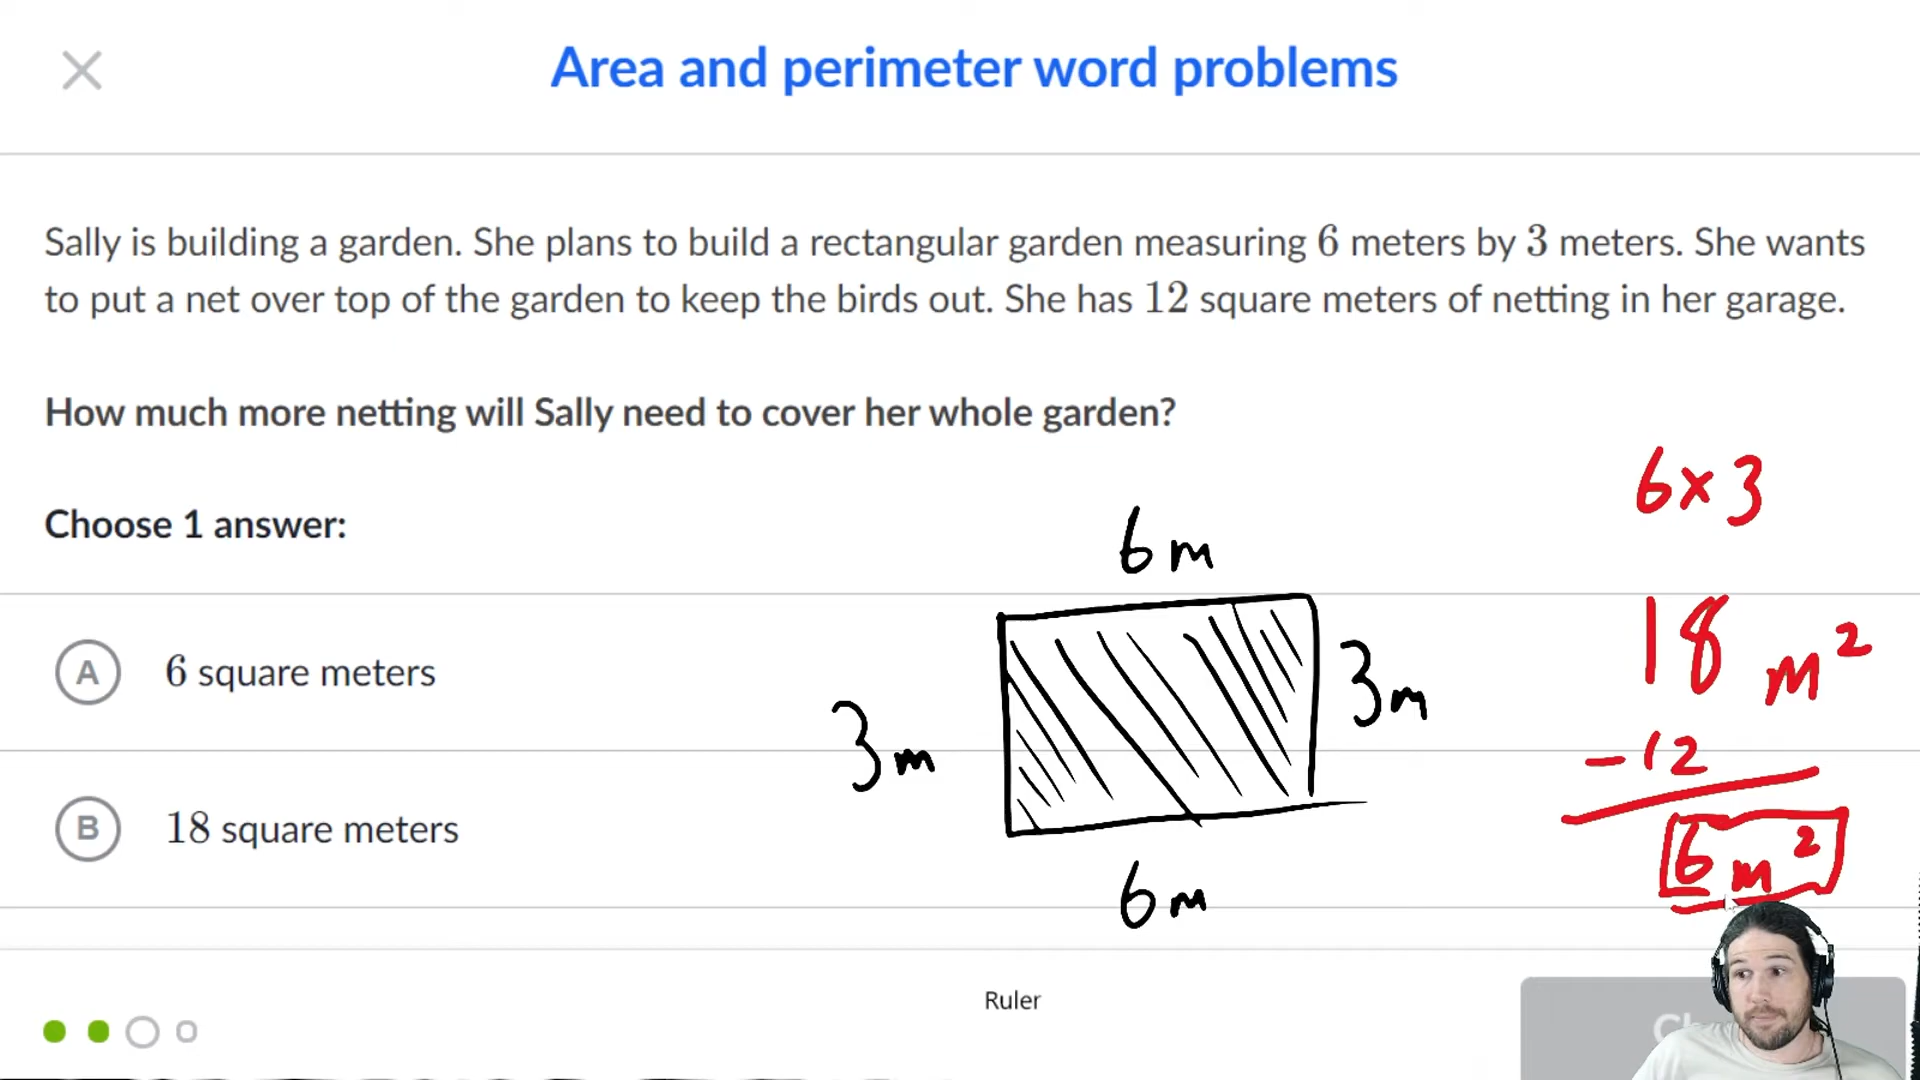 Area and perimeter word problems
Sally is building a garden. She plans to build a rectangular garden measuring 6 meters by 3 meters. She wants
to put a net over top of the garden to keep the birds out. She has 12 square meters of netting in her garage.
How much more netting will Sally need to cover her whole garden?
Choose 1 answer:
A 6 square meters
B 18 square meters
6m
3m
3m
6m
6×3
18 m²
-12
6 m²
Ruler